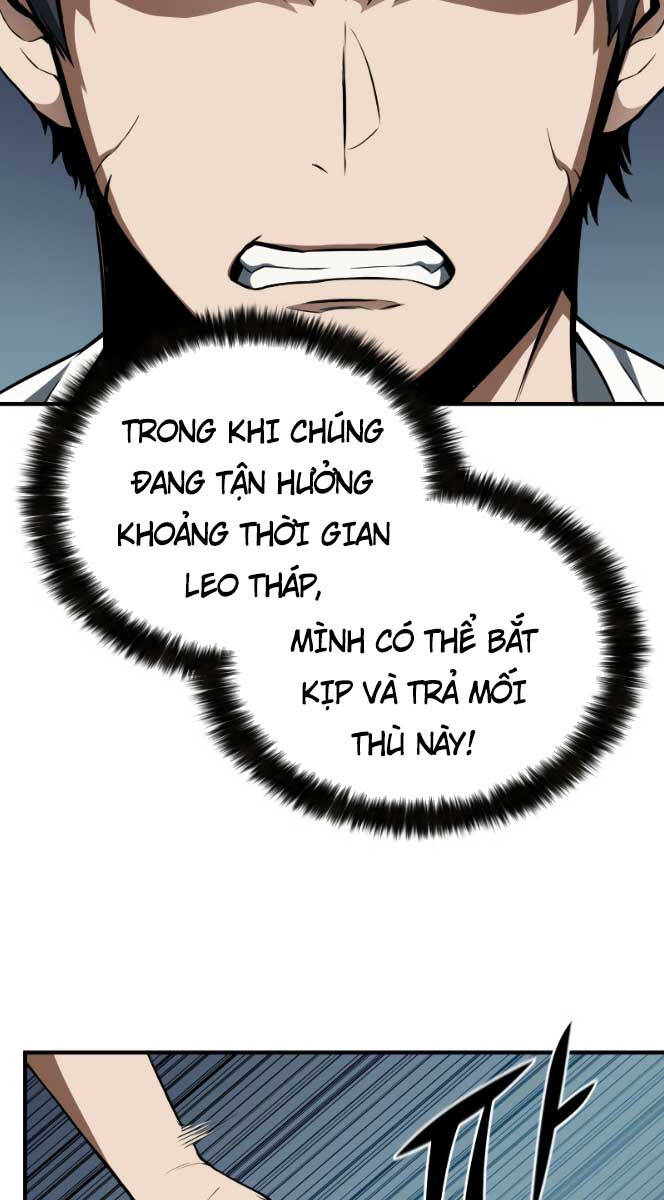 TRONG KHI CHÚNG
ĐANG TẬN HƯỞNG
KHOẢNG THỜI GIAN
LEO THÁP,
MÌNH CÓ THỂ BẮT
KỊP VÀ TRẢ MỐI
THÙ NÀY!